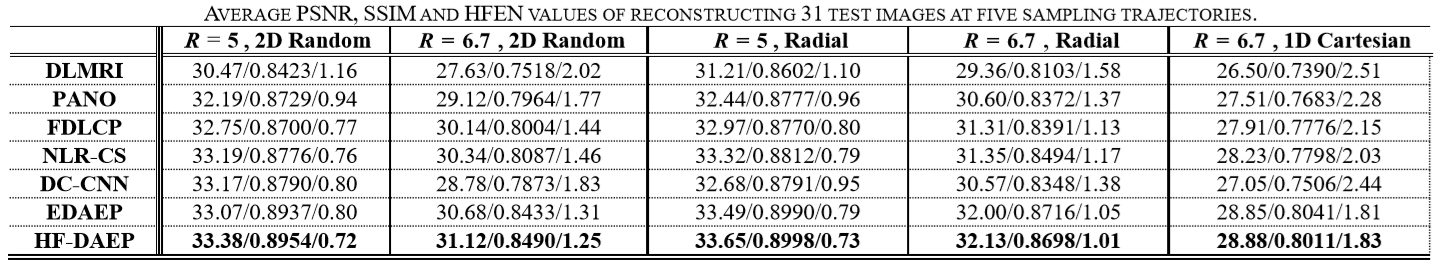 AVERAGE PSNR, SSIM AND HFEN VALUES OF RECONSTRUCTING 31 TEST IMAGES AT FIVE SAMPLING TRAJECTORIES.
R = 5 , 2D Random R = 6.7 , 2D Random R = 5 , Radial R = 6.7 , Radial R = 6.7 , 1D Cartesian
DLMRI 30.47/0.8423/1.16 27.63/0.7518/2.02 31.21/0.8602/1.10 29.36/0.8103/1.58 26.50/0.7390/2.51
PANO 32.19/0.8729/0.94 29.12/0.7964/1.77 32.44/0.8777/0.96 30.60/0.8372/1.37 27.51/0.7683/2.28
FDLCP 32.75/0.8700/0.77 30.14/0.8004/1.44 32.97/0.8770/0.80 31.31/0.8391/1.13 27.91/0.7776/2.15
NLR-CS 33.19/0.8776/0.76 30.34/0.8087/1.46 33.32/0.8812/0.79 31.35/0.8494/1.17 28.23/0.7798/2.03
DC-CNN 33.17/0.8790/0.80 28.78/0.7873/1.83 32.68/0.8791/0.95 30.57/0.8348/1.38 27.05/0.7506/2.44
EDAEP 33.07/0.8937/0.80 30.68/0.8433/1.31 33.49/0.8990/0.79 32.00/0.8716/1.05 28.85/0.8041/1.81
HF-DAEP 33.38/0.8954/0.72 31.12/0.8490/1.25 33.65/0.8998/0.73 32.13/0.8698/1.01 28.88/0.8011/1.83